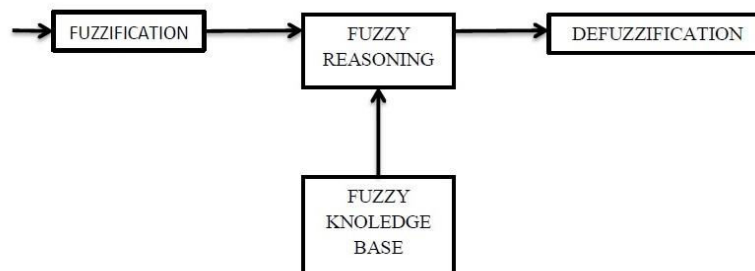 FUZZIFICATION
FUZZY
REASONING
DEFUZZIFICATION
FUZZY
KNOLEDGE
BASE